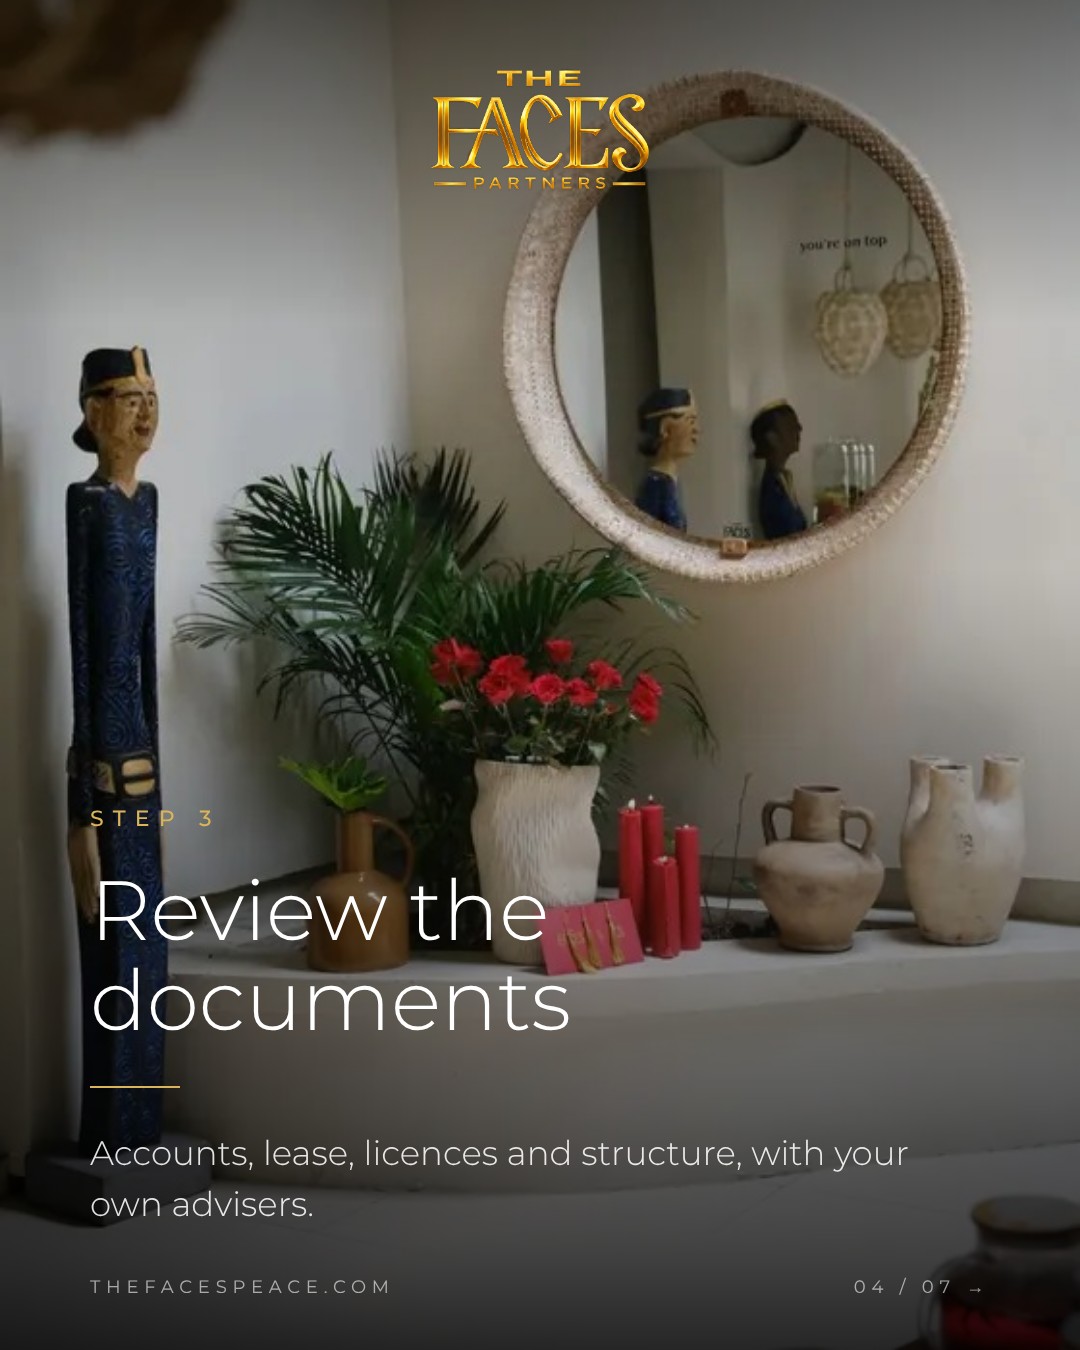 THE
FACES
PARTNERS
you're on top
STEP 3
Review the
documents
Accounts, lease, licences and structure, with your
own advisers.
THEFACESPEACE.COM
04 / 07 →